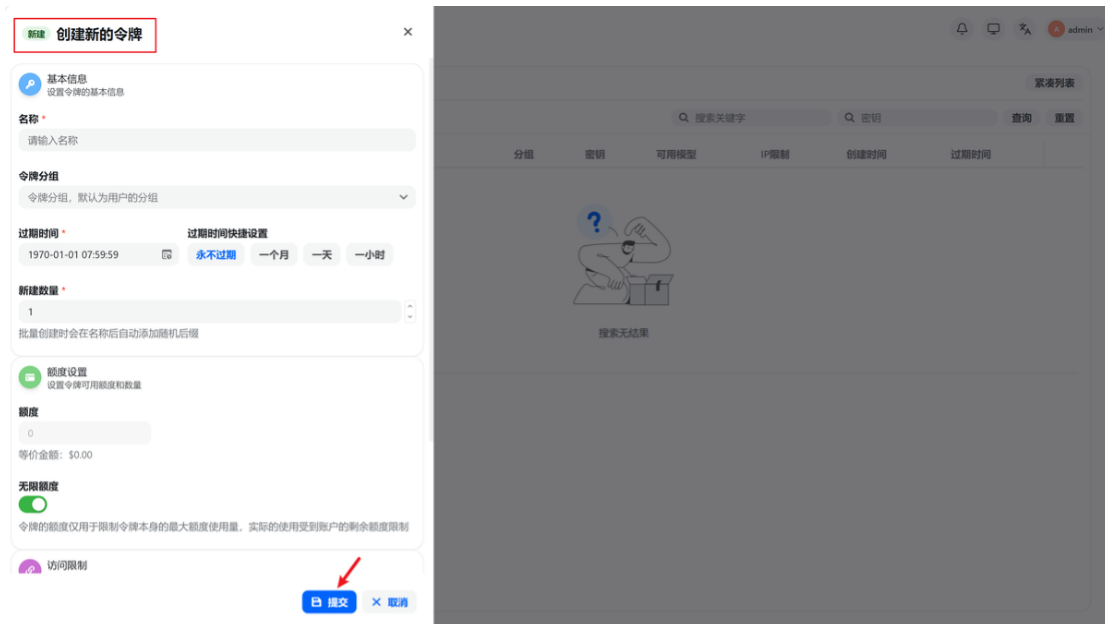 新建 创建新的令牌
admin
A
基本信息
设置令牌的基本信息
名称 *
请输入名称
令牌分组
令牌分组，默认为用户的分组
过期时间 * 过期时间快捷设置
1970-01-01 07:59:59 永不过期 一个月 一天 一小时
新建数量 *
1
批量创建时会在名称后自动添加随机后缀
额度设置
设置令牌可用额度和数量
额度
0
等价金额：$0.00
无限额度
令牌的额度仅用于限制令牌本身的最大额度使用量，实际的使用受到账户的剩余额度限制
访问限制
提交 取消
紧凑列表
搜索关键字 密钥 查询 重置
分组 密钥 可用模型 IP限制 创建时间 过期时间
搜索无结果